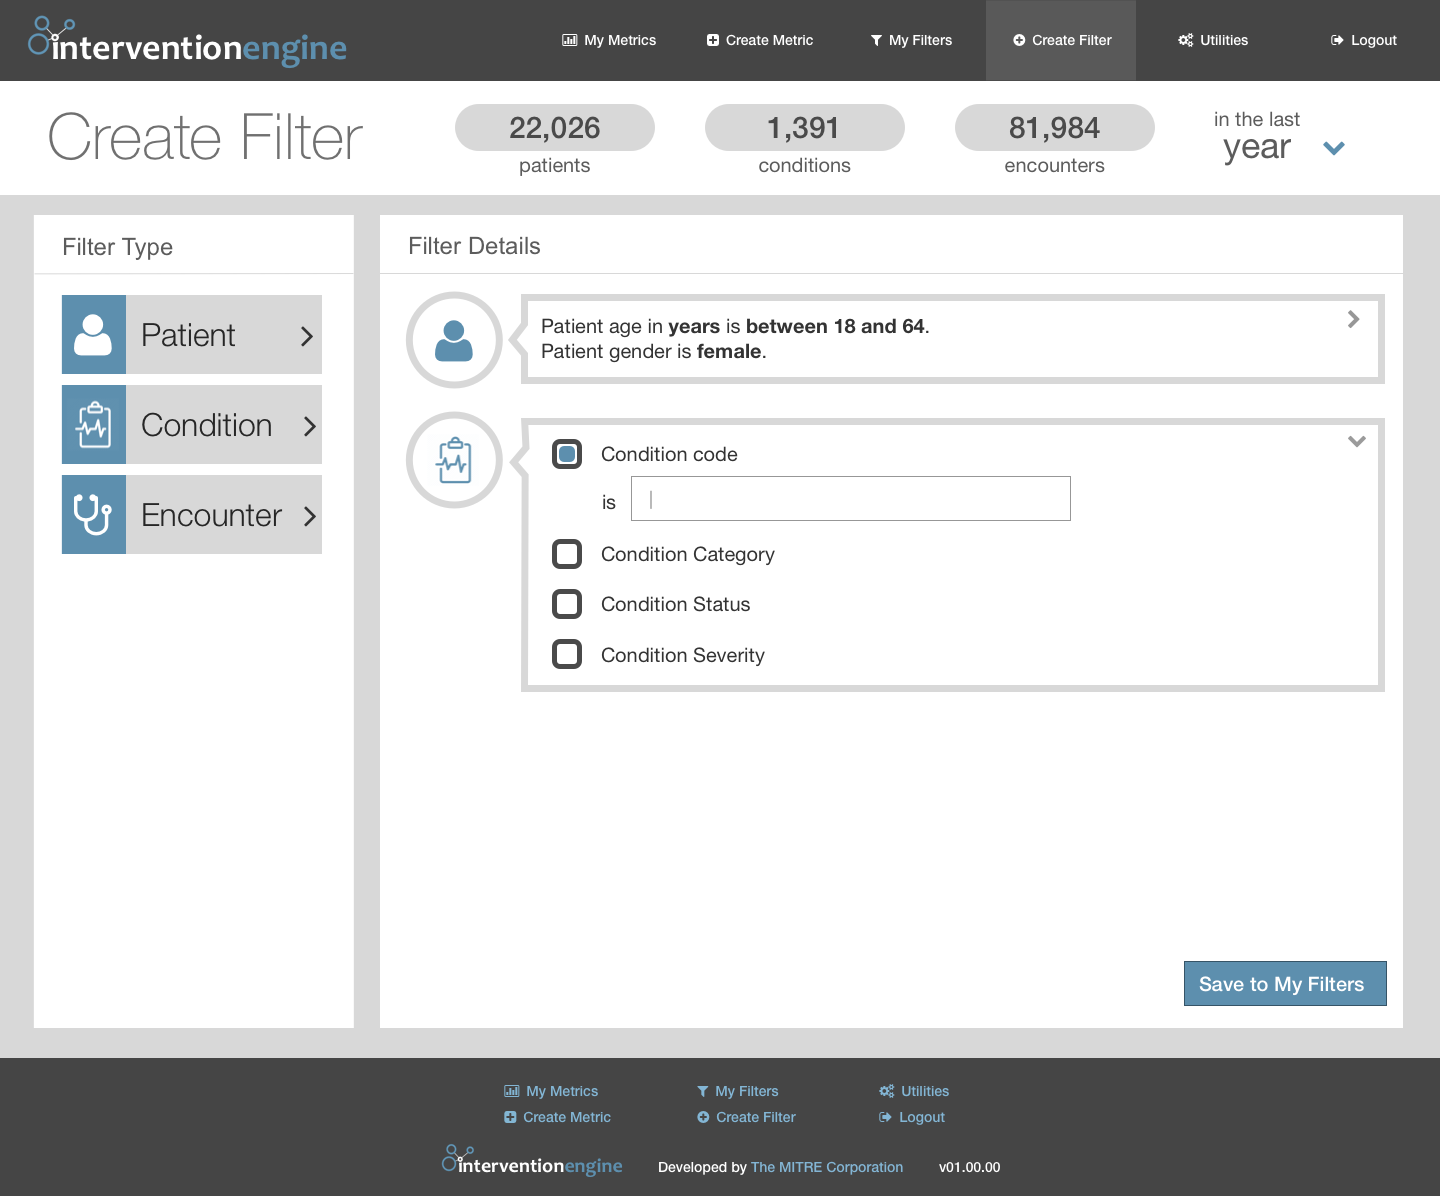 interventionengine
My Metrics
Create Metric
My Filters
Create Filter
Utilities
Logout
Create Filter
22,026
patients
1,391
conditions
81,984
encounters
in the last
year
Filter Type
Patient
Condition
Encounter
Filter Details
Patient age in years is between 18 and 64.
Patient gender is female.
Condition code
is
Condition Category
Condition Status
Condition Severity
Save to My Filters
My Metrics
My Filters
Utilities
Create Metric
Create Filter
Logout
interventionengine
Developed by The MITRE Corporation
v01.00.00